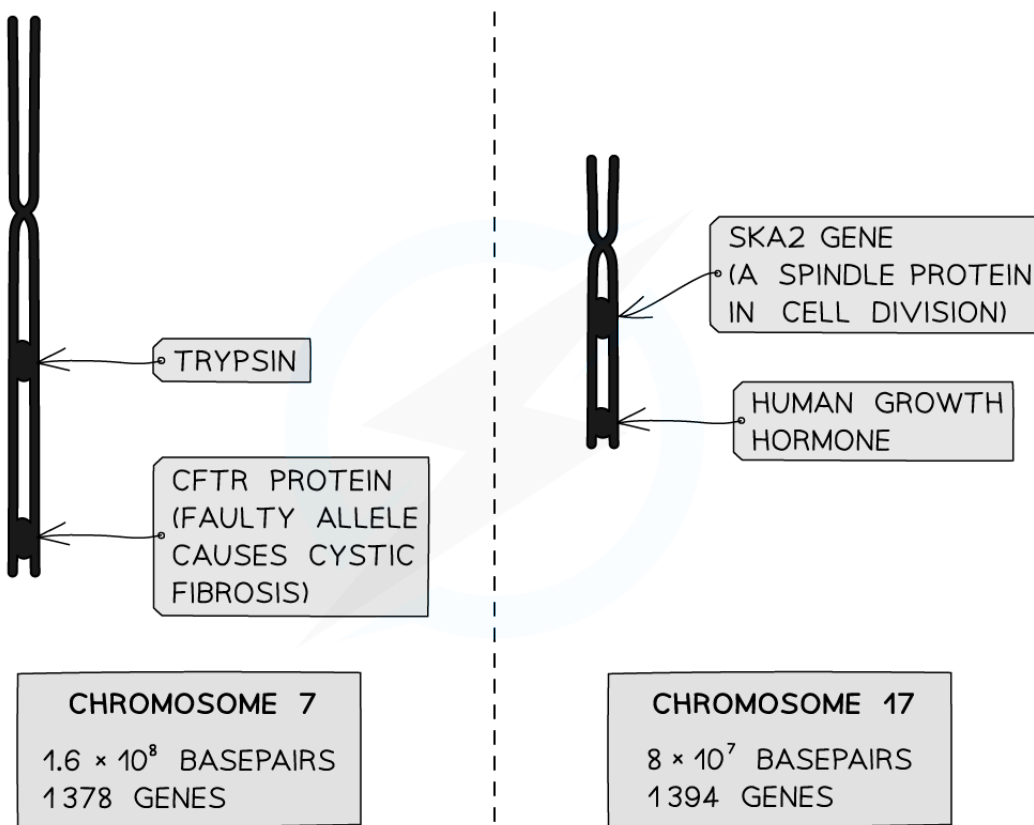 TRYPSIN
CFTR PROTEIN
(FAULTY ALLELE
CAUSES CYSTIC
FIBROSIS)
CHROMOSOME 7
1.6 × 10⁸ BASEPAIRS
1378 GENES
SKA2 GENE
(A SPINDLE PROTEIN
IN CELL DIVISION)
HUMAN GROWTH
HORMONE
CHROMOSOME 17
8 × 10⁷ BASEPAIRS
1394 GENES